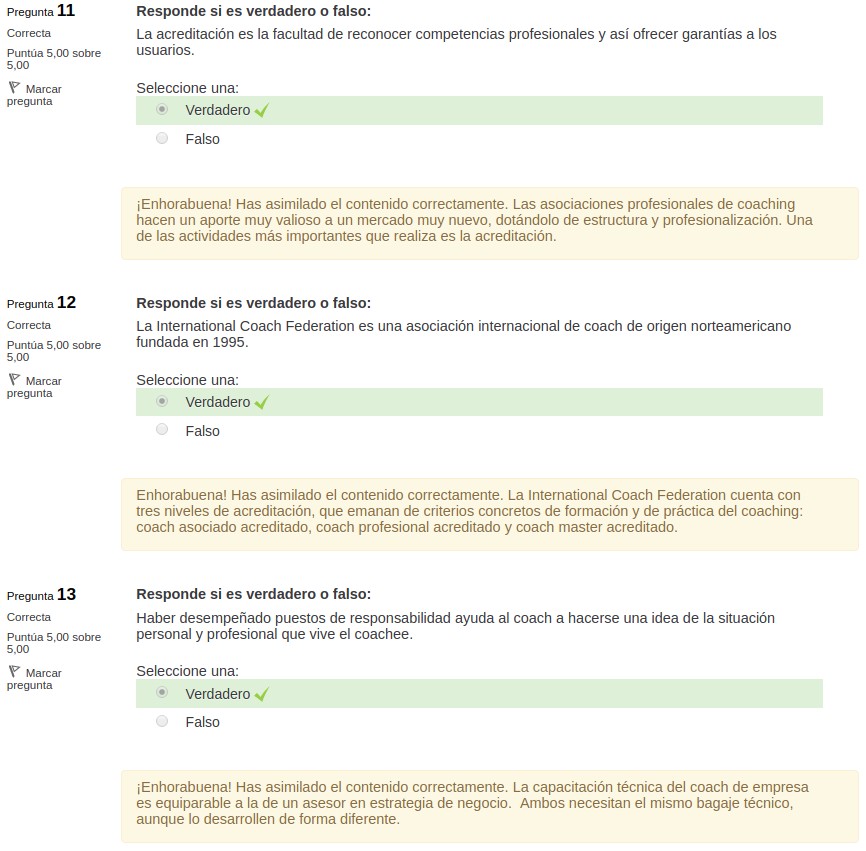 Pregunta 11
Correcta
Puntúa 5,00 sobre
5,00
Marcar
pregunta
Responde si es verdadero o falso:
La acreditación es la facultad de reconocer competencias profesionales y así ofrecer garantías a los
usuarios.
Seleccione una:
Verdadero
Falso
¡Enhorabuena! Has asimilado el contenido correctamente. Las asociaciones profesionales de coaching
hacen un aporte muy valioso a un mercado muy nuevo, dotándolo de estructura y profesionalización. Una
de las actividades más importantes que realiza es la acreditación.
Pregunta 12
Correcta
Puntúa 5,00 sobre
5,00
Marcar
pregunta
Responde si es verdadero o falso:
La International Coach Federation es una asociación internacional de coach de origen norteamericano
fundada en 1995.
Seleccione una:
Verdadero
Falso
Enhorabuena! Has asimilado el contenido correctamente. La International Coach Federation cuenta con
tres niveles de acreditación, que emanan de criterios concretos de formación y de práctica del coaching:
coach asociado acreditado, coach profesional acreditado y coach master acreditado.
Pregunta 13
Correcta
Puntúa 5,00 sobre
5,00
Marcar
pregunta
Responde si es verdadero o falso:
Haber desempeñado puestos de responsabilidad ayuda al coach a hacerse una idea de la situación
personal y profesional que vive el coachee.
Seleccione una:
Verdadero
Falso
¡Enhorabuena! Has asimilado el contenido correctamente. La capacitación técnica del coach de empresa
es equiparable a la de un asesor en estrategia de negocio.  Ambos necesitan el mismo bagaje técnico,
aunque lo desarrollen de forma diferente.